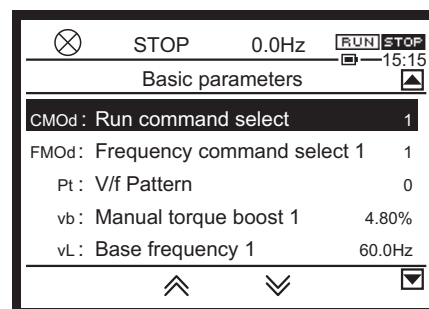 STOP 0.0Hz RUN STOP
15:15
Basic parameters
CMOd: Run command select 1
FMOd: Frequency command select 1 1
Pt: V/f Pattern 0
vb: Manual torque boost 1 4.80%
vL: Base frequency 1 60.0Hz